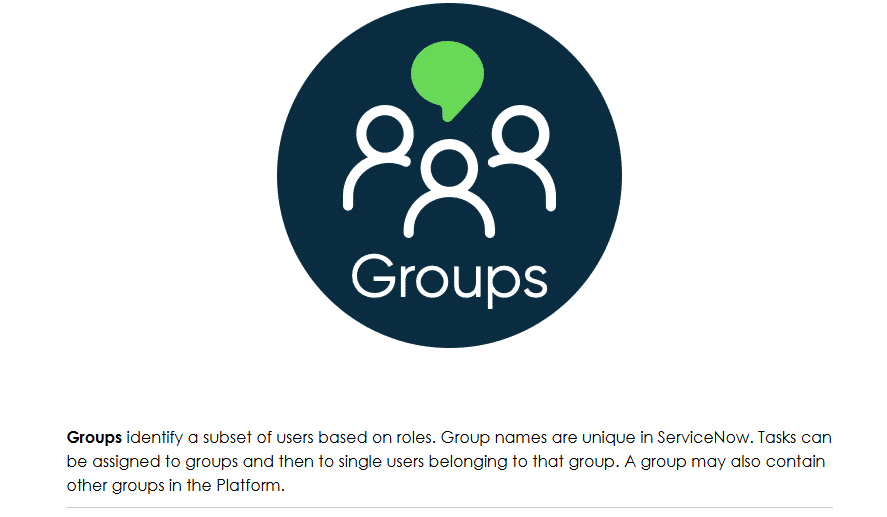 Groups
Groups identify a subset of users based on roles. Group names are unique in ServiceNow. Tasks can
be assigned to groups and then to single users belonging to that group. A group may also contain
other groups in the Platform.